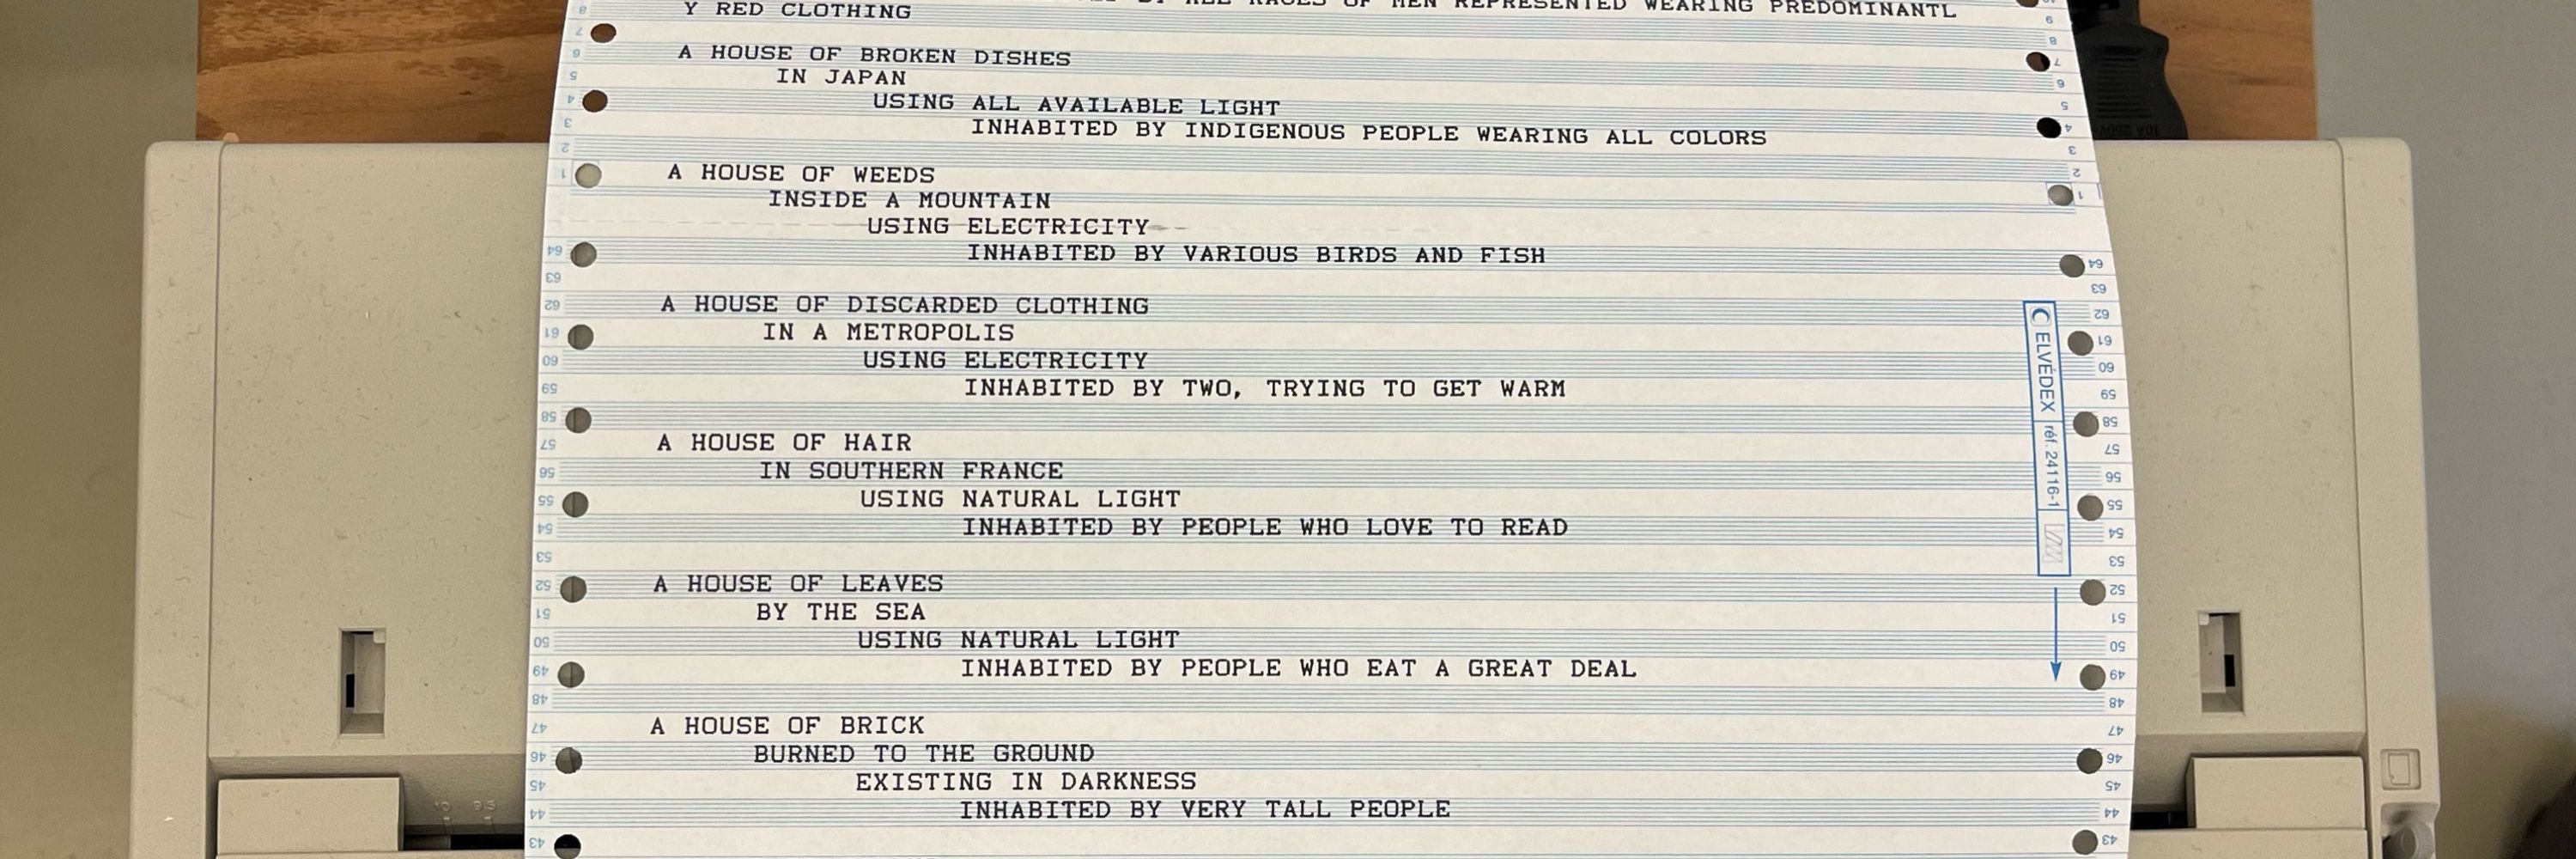 MEN REPRESENTED WEARING PREDOMINANTL
Y RED CLOTHING
A HOUSE OF BROKEN DISHES
IN JAPAN
USING ALL AVAILABLE LIGHT
INHABITED BY INDIGENOUS PEOPLE WEARING ALL COLORS
A HOUSE OF WEEDS
INSIDE A MOUNTAIN
USING ELECTRICITY
INHABITED BY VARIOUS BIRDS AND FISH
A HOUSE OF DISCARDED CLOTHING
IN A METROPOLIS
USING ELECTRICITY
INHABITED BY TWO, TRYING TO GET WARM
A HOUSE OF HAIR
IN SOUTHERN FRANCE
USING NATURAL LIGHT
INHABITED BY PEOPLE WHO LOVE TO READ
A HOUSE OF LEAVES
BY THE SEA
USING NATURAL LIGHT
INHABITED BY PEOPLE WHO EAT A GREAT DEAL
A HOUSE OF BRICK
BURNED TO THE GROUND
EXISTING IN DARKNESS
INHABITED BY VERY TALL PEOPLE
ELVÉDEX réf. 24116-1